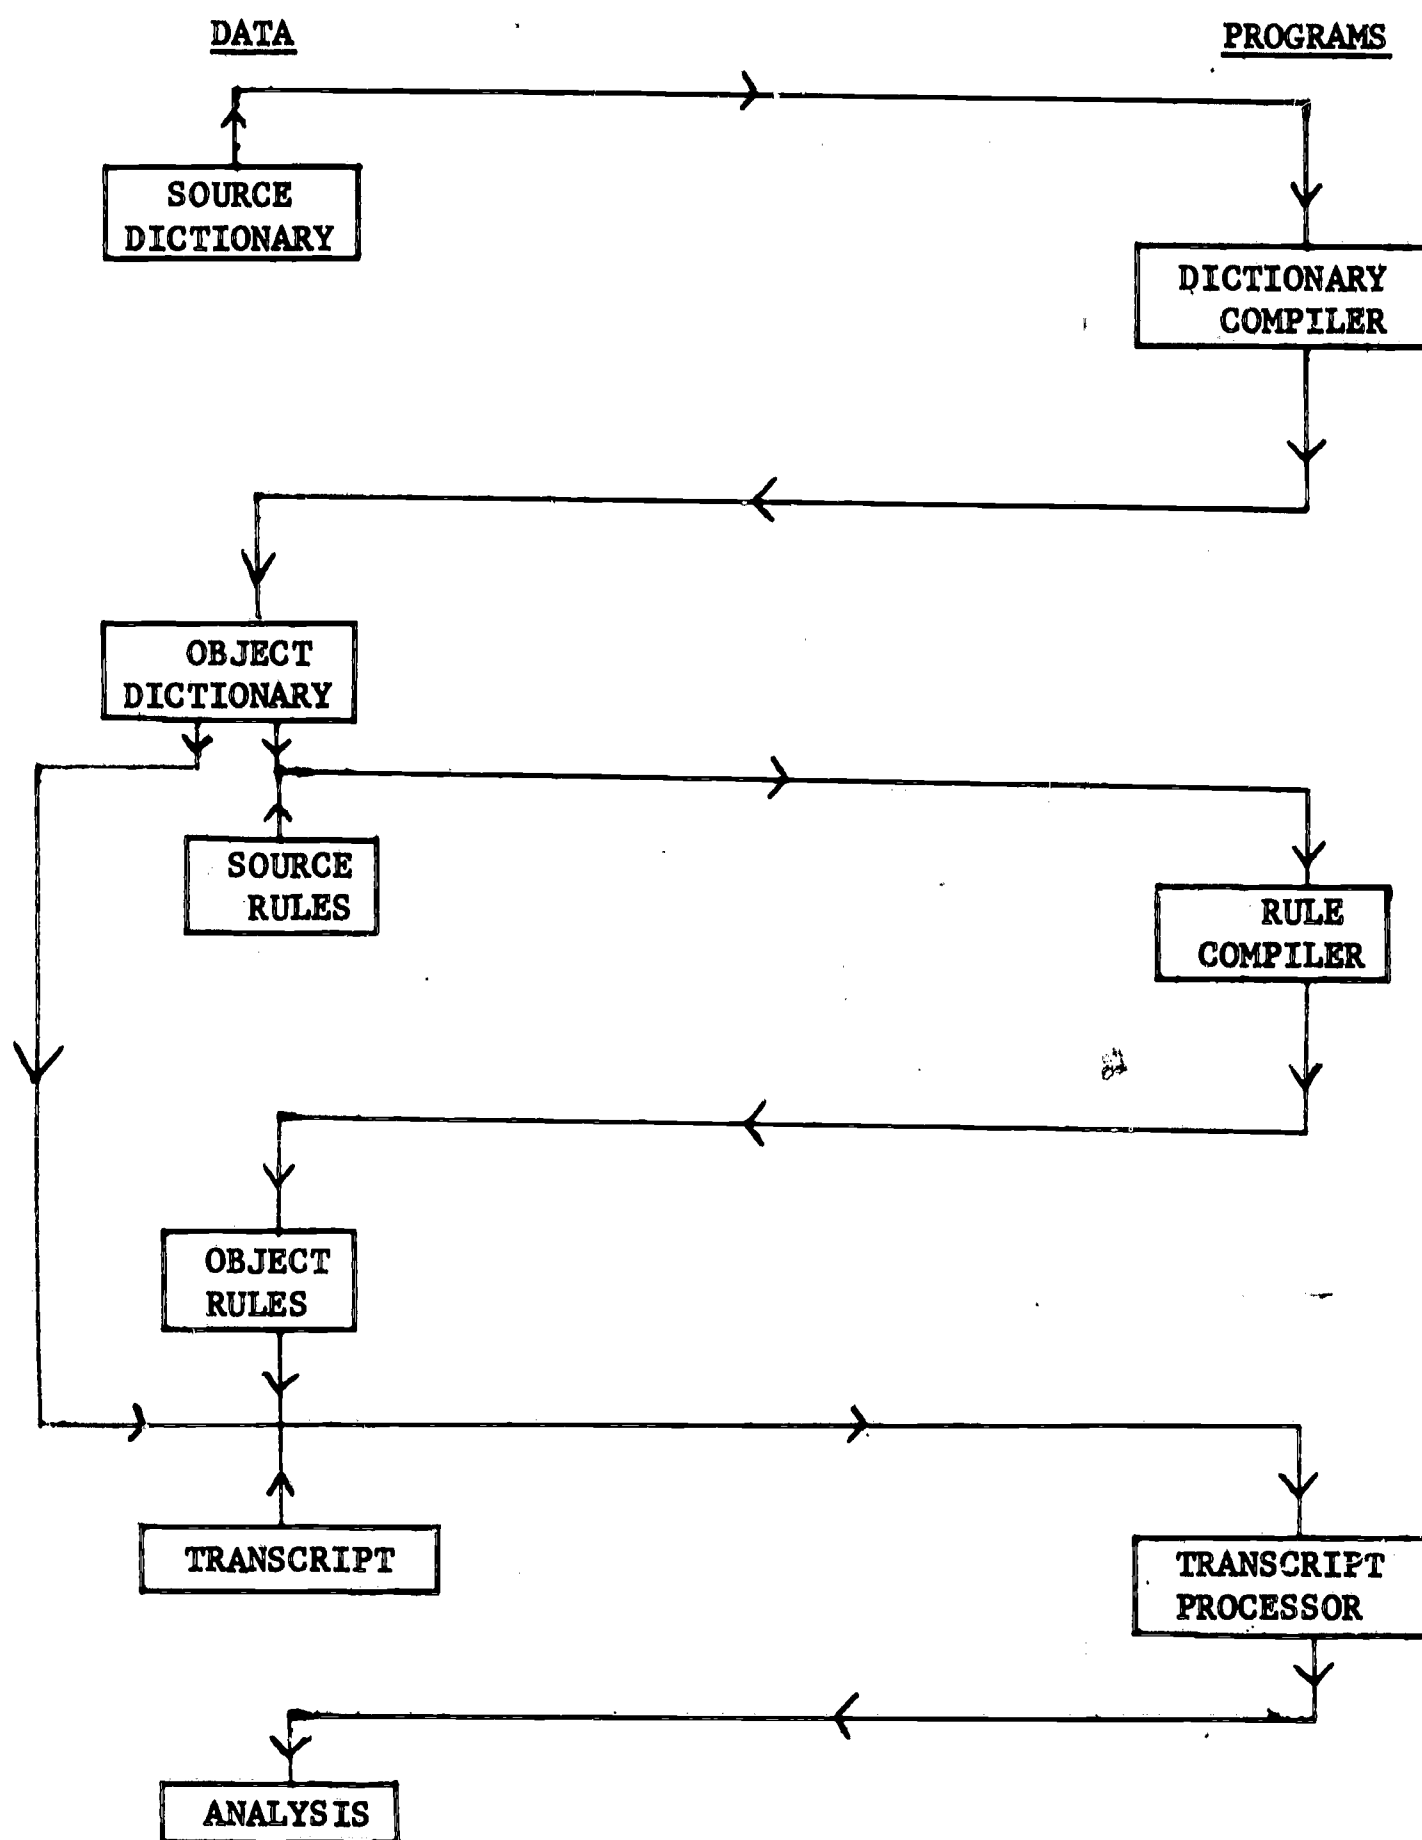 DATA
PROGRAMS
SOURCE
DICTIONARY
DICTIONARY
COMPILER
OBJECT
DICTIONARY
SOURCE
RULES
RULE
COMPILER
OBJECT
RULES
TRANSCRIPT
TRANSCRIPT
PROCESSOR
ANALYSIS